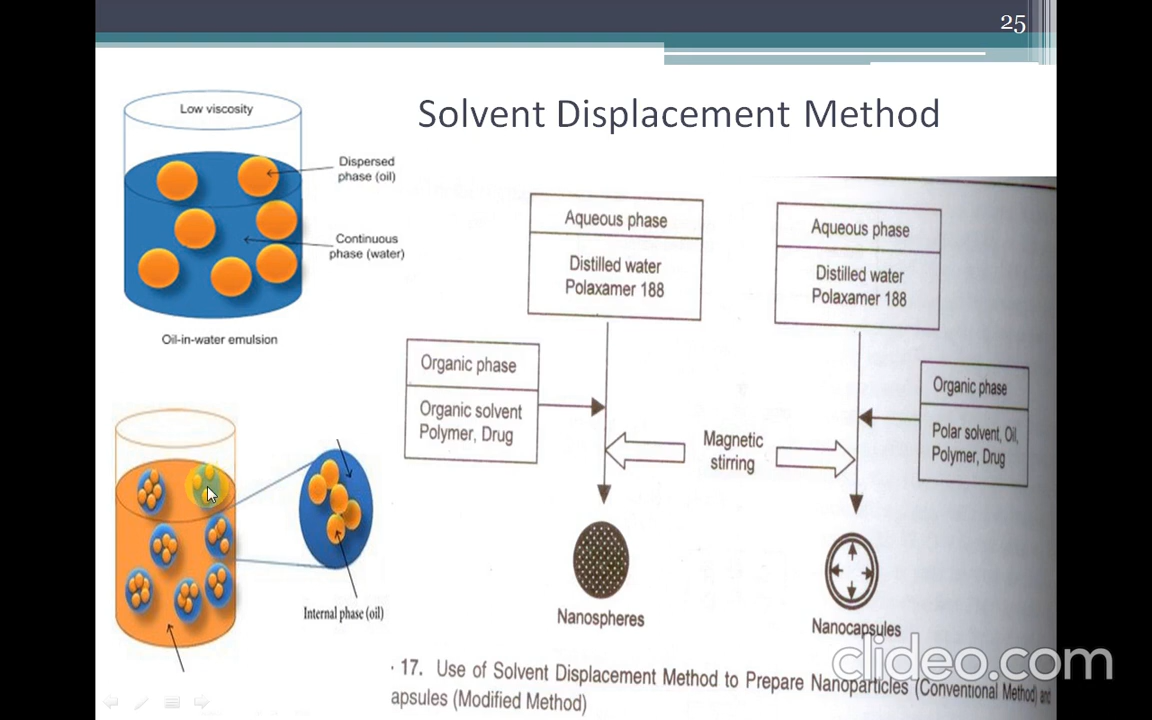 25
Solvent Displacement Method
Low viscosity
Dispersed
phase (oil)
Continuous
phase (water)
Oil-in-water emulsion
Internal phase (oil)
Aqueous phase
Distilled water
Polaxamer 188
Aqueous phase
Distilled water
Polaxamer 188
Organic phase
Organic solvent
Polymer, Drug
Organic phase
Polar solvent, Oil,
Polymer, Drug
Magnetic
stirring
Nanospheres
Nanocapsules
17. Use of Solvent Displacement Method to Prepare Nanoparticles (Conventional Method) and
apsules (Modified Method)
clideo.com